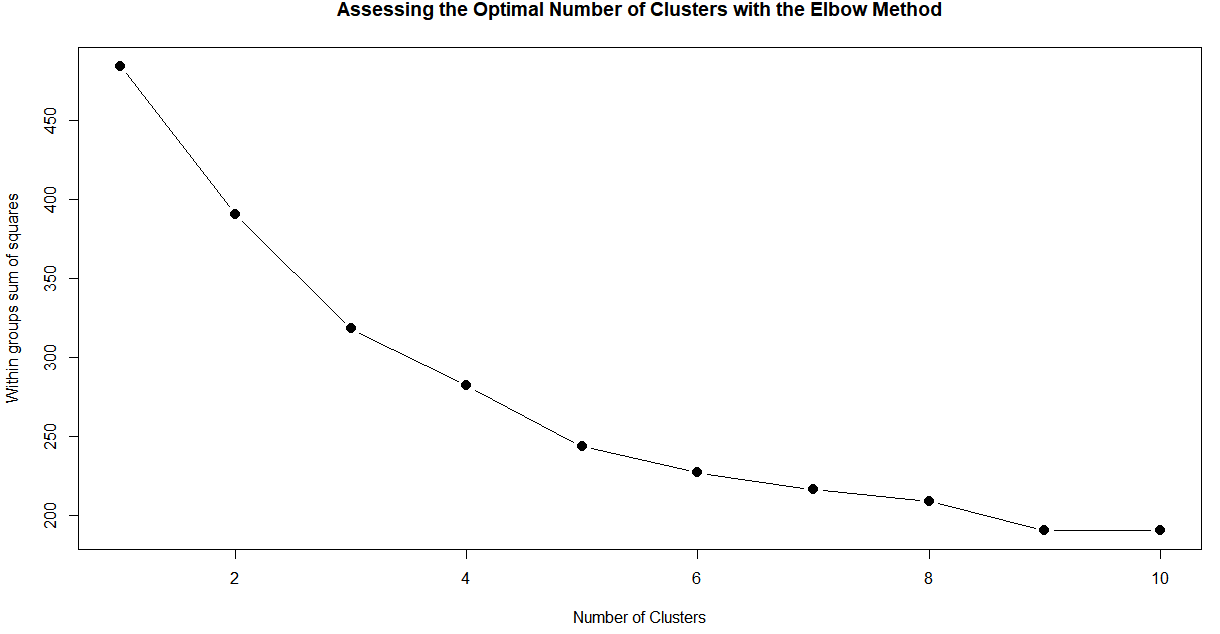 Assessing the Optimal Number of Clusters with the Elbow Method
Within groups sum of squares
450
400
350
300
250
200
2 4 6 8 10
Number of Clusters